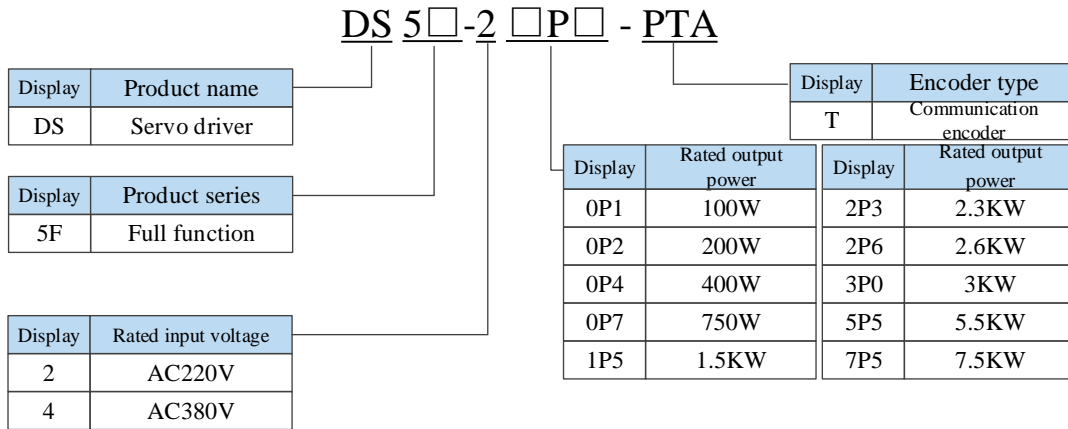 DS 5□-2 □P□ - PTA
Display Product name
DS Servo driver
Display Product series
5F Full function
Display Rated input voltage
2 AC220V
4 AC380V
Display Encoder type
T Communication
encoder
Display Rated output
power
0P1 100W
0P2 200W
0P4 400W
0P7 750W
1P5 1.5KW
Display Rated output
power
2P3 2.3KW
2P6 2.6KW
3P0 3KW
5P5 5.5KW
7P5 7.5KW